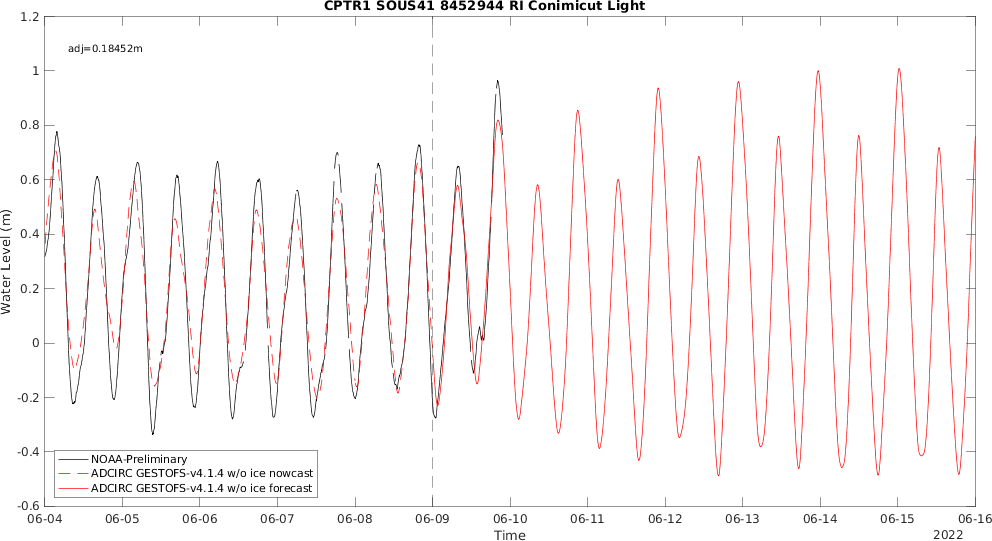 CPTR1 SOUS41 8452944 RI Conimicut Light
adj=0.18452m
1.2
1
0.8
0.6
0.4
0.2
0
-0.2
-0.4
-0.6
Water Level (m)
NOAA-Preliminary
ADCIRC GESTOFS-v4.1.4 w/o ice nowcast
ADCIRC GESTOFS-v4.1.4 w/o ice forecast
06-04 06-05 06-06 06-07 06-08 06-09 06-10 06-11 06-12 06-13 06-14 06-15 06-16
Time
2022